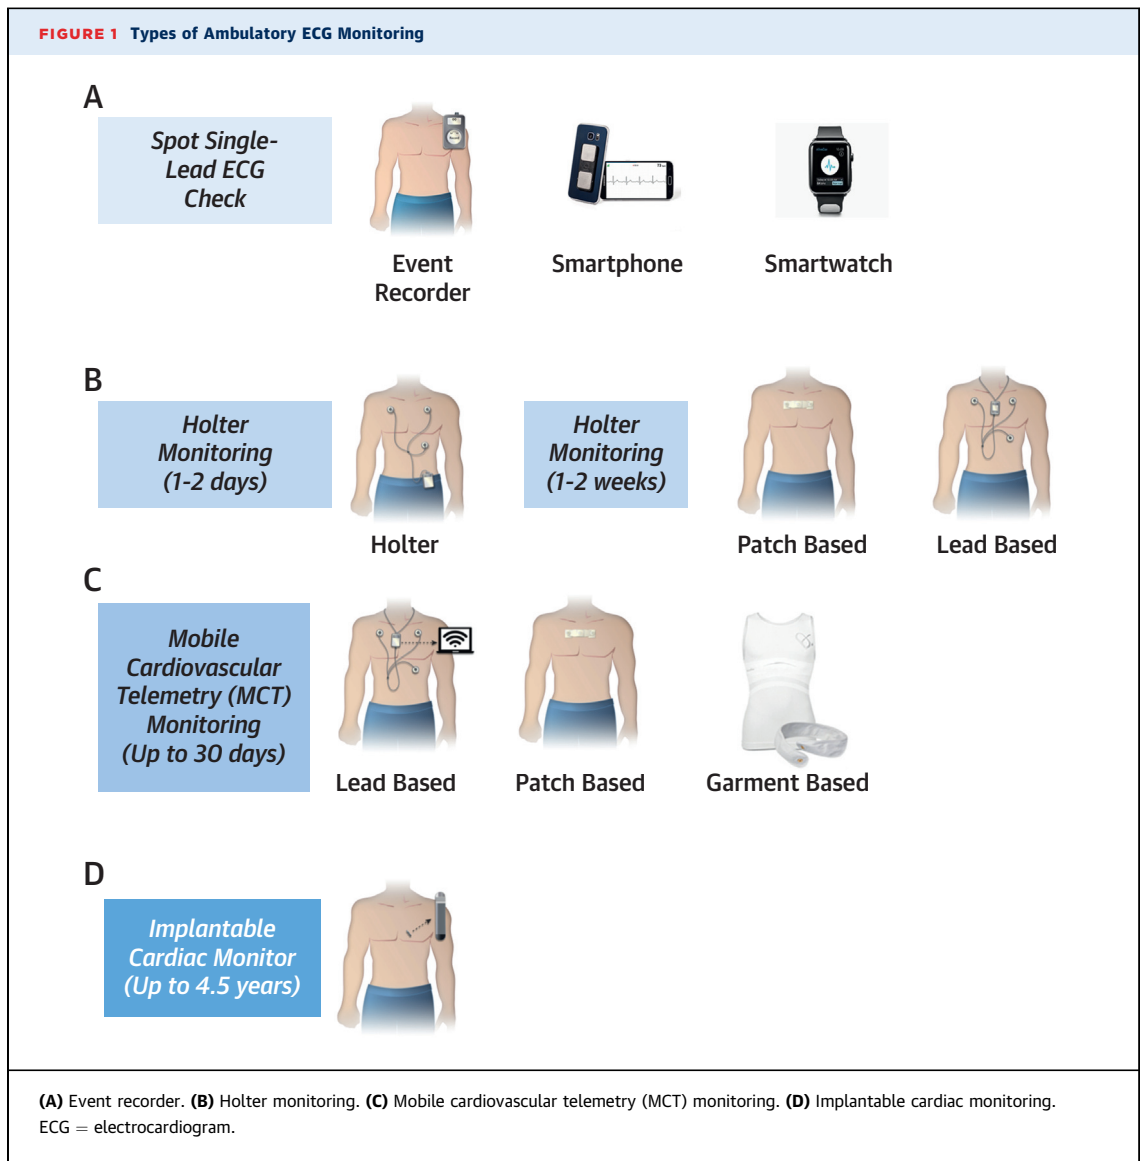 FIGURE 1 Types of Ambulatory ECG Monitoring
A
Spot Single-
Lead ECG
Check
Event
Recorder
Smartphone
Smartwatch
B
Holter
Monitoring
(1-2 days)
Holter
Holter
Monitoring
(1-2 weeks)
Patch Based
Lead Based
C
Mobile
Cardiovascular
Telemetry (MCT)
Monitoring
(Up to 30 days)
Lead Based
Patch Based
Garment Based
D
Implantable
Cardiac Monitor
(Up to 4.5 years)
(A) Event recorder. (B) Holter monitoring. (C) Mobile cardiovascular telemetry (MCT) monitoring. (D) Implantable cardiac monitoring.
ECG = electrocardiogram.